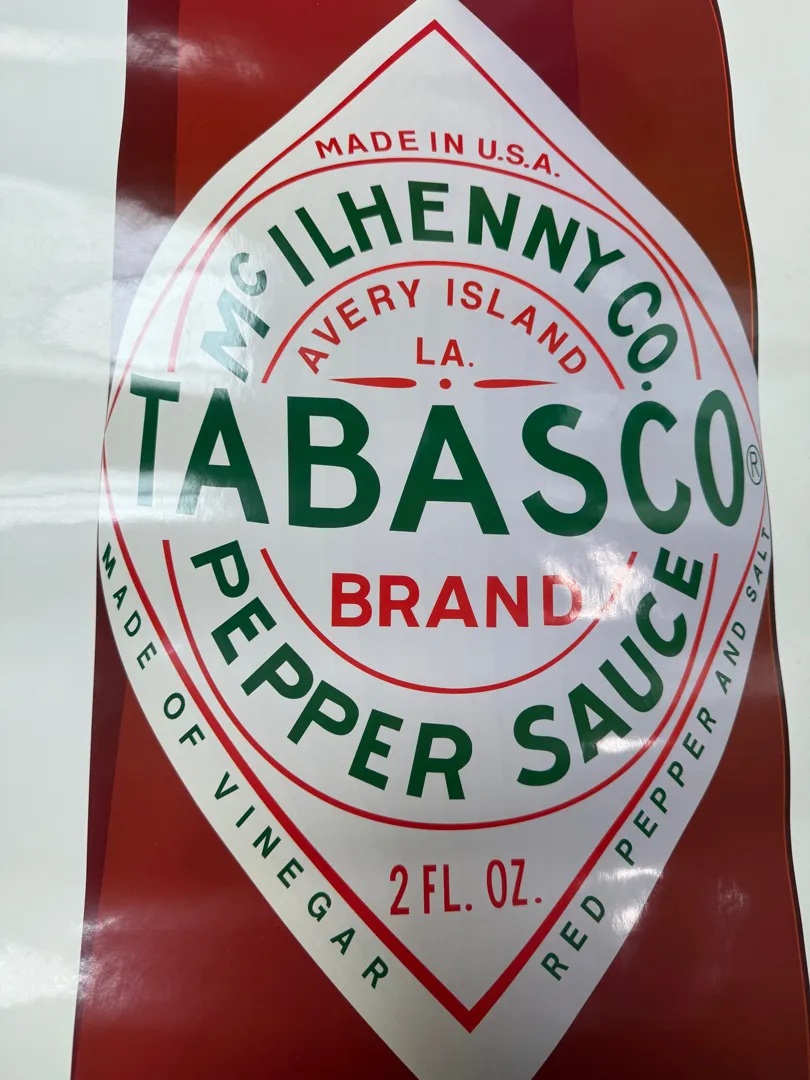 MADE IN U.S.A.
McILHENNY CO.
AVERY ISLAND
LA.
TABASCO®
BRAND
PEPPER SAUCE
2 FL. OZ.
MADE OF VINEGAR
RED PEPPER AND SALT